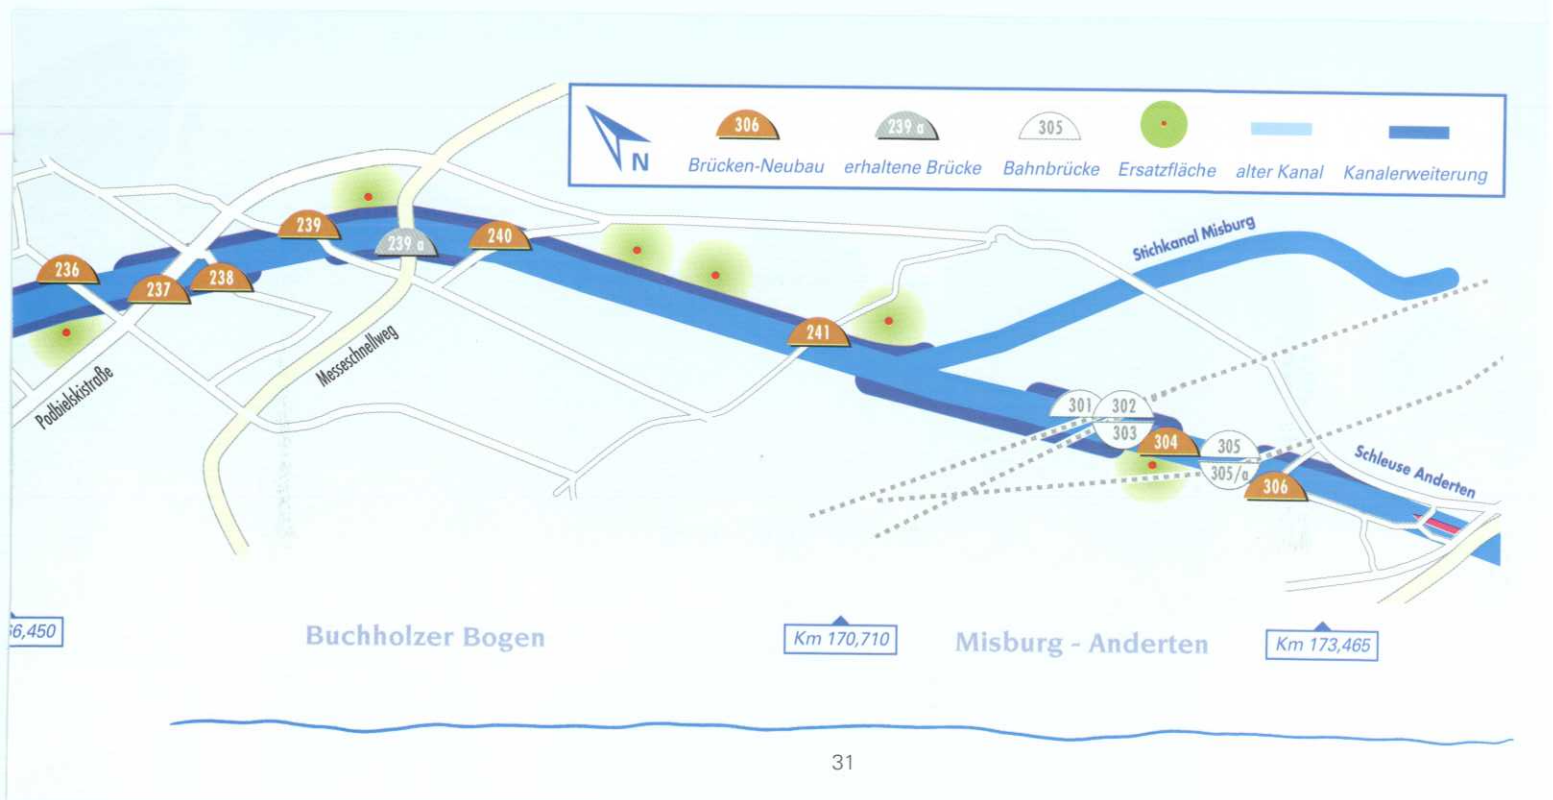 306
239 a
305
N
Brücken-Neubau
erhaltene Brücke
Bahnbrücke
Ersatzfläche
alter Kanal
Kanalerweiterung
236
237
238
239
239 a
240
241
Stichkanal Misburg
301
302
303
304
305
305/a
306
Schleuse Anderten
Podbielskistraße
Messeschnellweg
66,450
Buchholzer Bogen
Km 170,710
Misburg - Anderten
Km 173,465
31